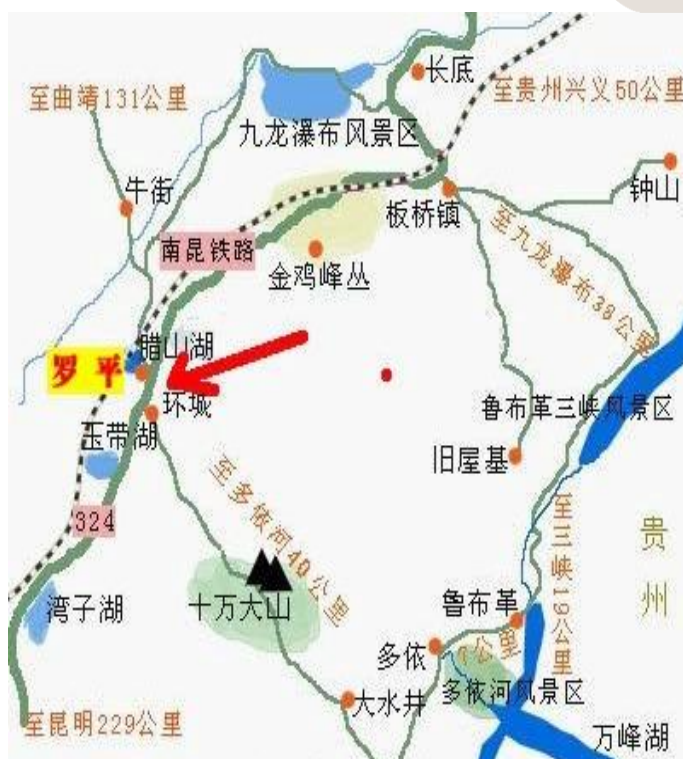 长底
至曲靖131公里
至贵州兴义50公里
九龙瀑布风景区
牛街
钟山
板桥镇
至九龙瀑布38公里
南昆铁路
金鸡峰丛
腊山湖
罗平
环城
鲁布革三峡风景区
玉带湖
旧屋基
至多依河40公里
324
贵州
至三峡19公里
湾子湖
十万大山
鲁布革
公里
多依
多依河风景区
大水井
至昆明229公里
万峰湖